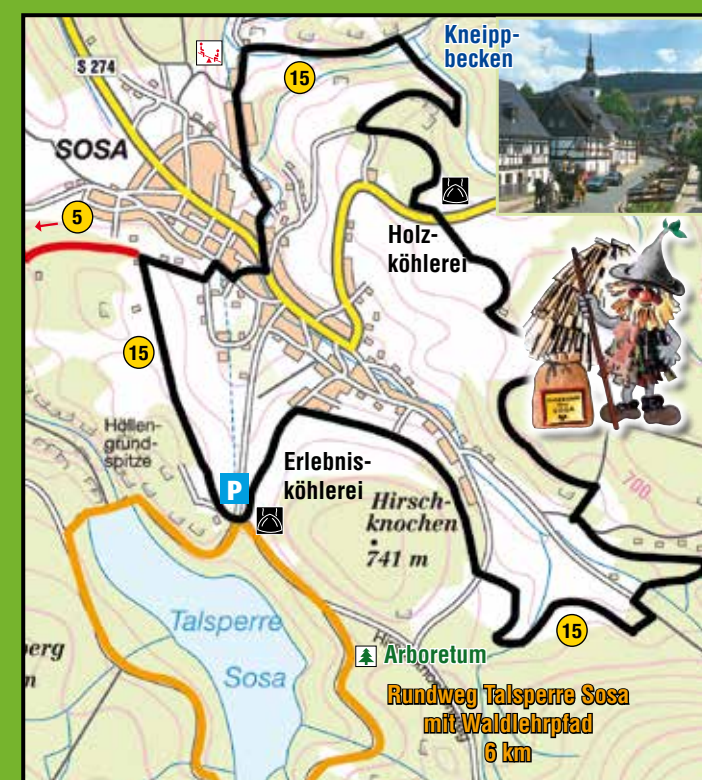 Kneipp-
becken
S 274
15
SOSA
5
Holz-
köhlerei
15
Höllen-
grund-
spitze
Erlebnis-
köhlerei
P
Hirsch-
knochen
741 m
700
Talsperre
Sosa
15
Arboretum
Rundweg Talsperre Sosa
mit Waldlehrpfad
6 km